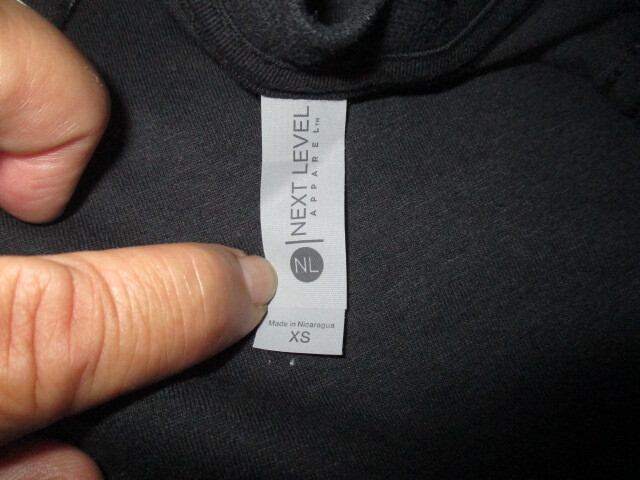 NEXT LEVEL
APPAREL™
NL
Made in Nicaragua
XS